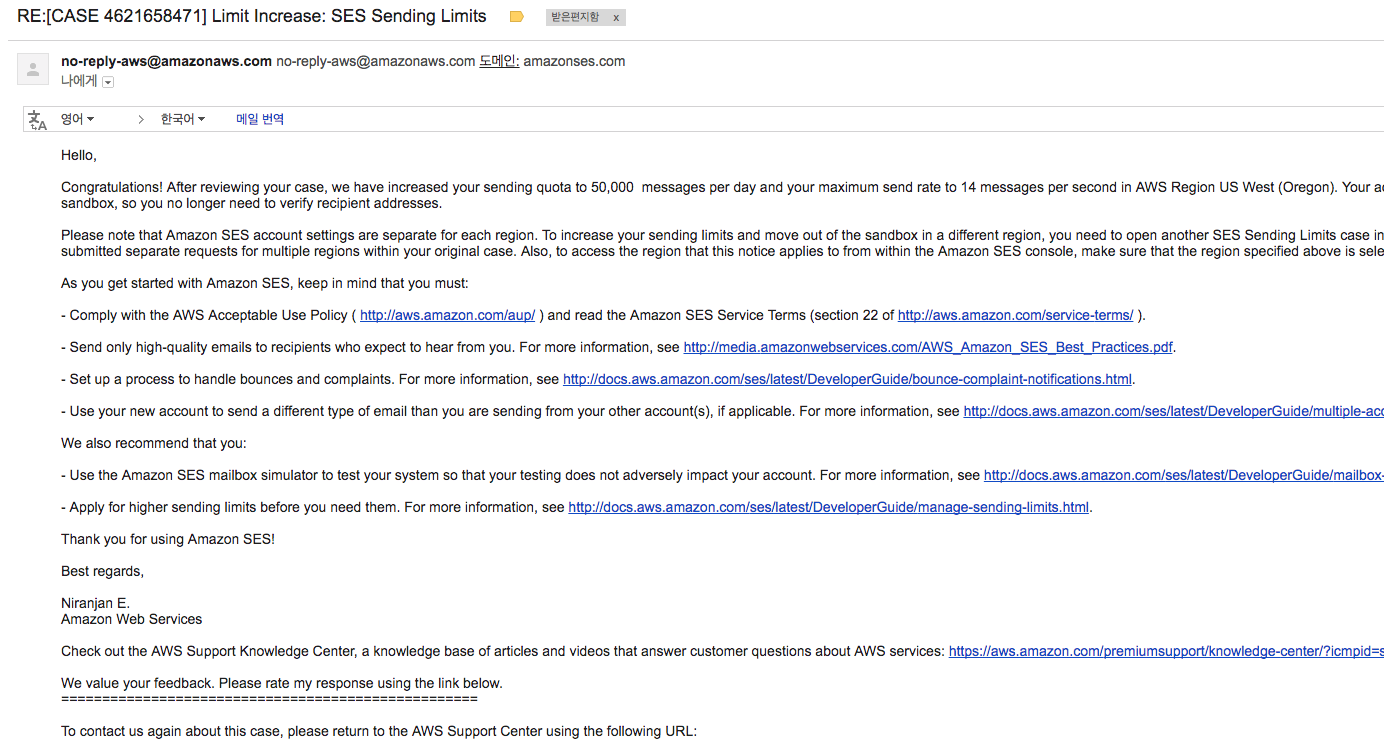 RE:[CASE 4621658471] Limit Increase: SES Sending Limits 받은편지함 x
no-reply-aws@amazonaws.com no-reply-aws@amazonaws.com 도메인: amazonses.com
나에게
영어 > 한국어 메일 번역
Hello,
Congratulations! After reviewing your case, we have increased your sending quota to 50,000 messages per day and your maximum send rate to 14 messages per second in AWS Region US West (Oregon). Your
sandbox, so you no longer need to verify recipient addresses.
Please note that Amazon SES account settings are separate for each region. To increase your sending limits and move out of the sandbox in a different region, you need to open another SES Sending Limits case in
submitted separate requests for multiple regions within your original case. Also, to access the region that this notice applies to from within the Amazon SES console, make sure that the region specified above is
As you get started with Amazon SES, keep in mind that you must:
- Comply with the AWS Acceptable Use Policy ( http://aws.amazon.com/aup/ ) and read the Amazon SES Service Terms (section 22 of http://aws.amazon.com/service-terms/ ).
- Send only high-quality emails to recipients who expect to hear from you. For more information, see http://media.amazonwebservices.com/AWS_Amazon_SES_Best_Practices.pdf.
- Set up a process to handle bounces and complaints. For more information, see http://docs.aws.amazon.com/ses/latest/DeveloperGuide/bounce-complaint-notifications.html.
- Use your new account to send a different type of email than you are sending from your other account(s), if applicable. For more information, see http://docs.aws.amazon.com/ses/latest/DeveloperGuide/multiple-acc
We also recommend that you:
- Use the Amazon SES mailbox simulator to test your system so that your testing does not adversely impact your account. For more information, see http://docs.aws.amazon.com/ses/latest/DeveloperGuide/mailbox-
- Apply for higher sending limits before you need them. For more information, see http://docs.aws.amazon.com/ses/latest/DeveloperGuide/manage-sending-limits.html.
Thank you for using Amazon SES!
Best regards,
Niranjan E.
Amazon Web Services
Check out the AWS Support Knowledge Center, a knowledge base of articles and videos that answer customer questions about AWS services: https://aws.amazon.com/premiumsupport/knowledge-center/?icmpid=s
We value your feedback. Please rate my response using the link below.
==================================================
To contact us again about this case, please return to the AWS Support Center using the following URL: